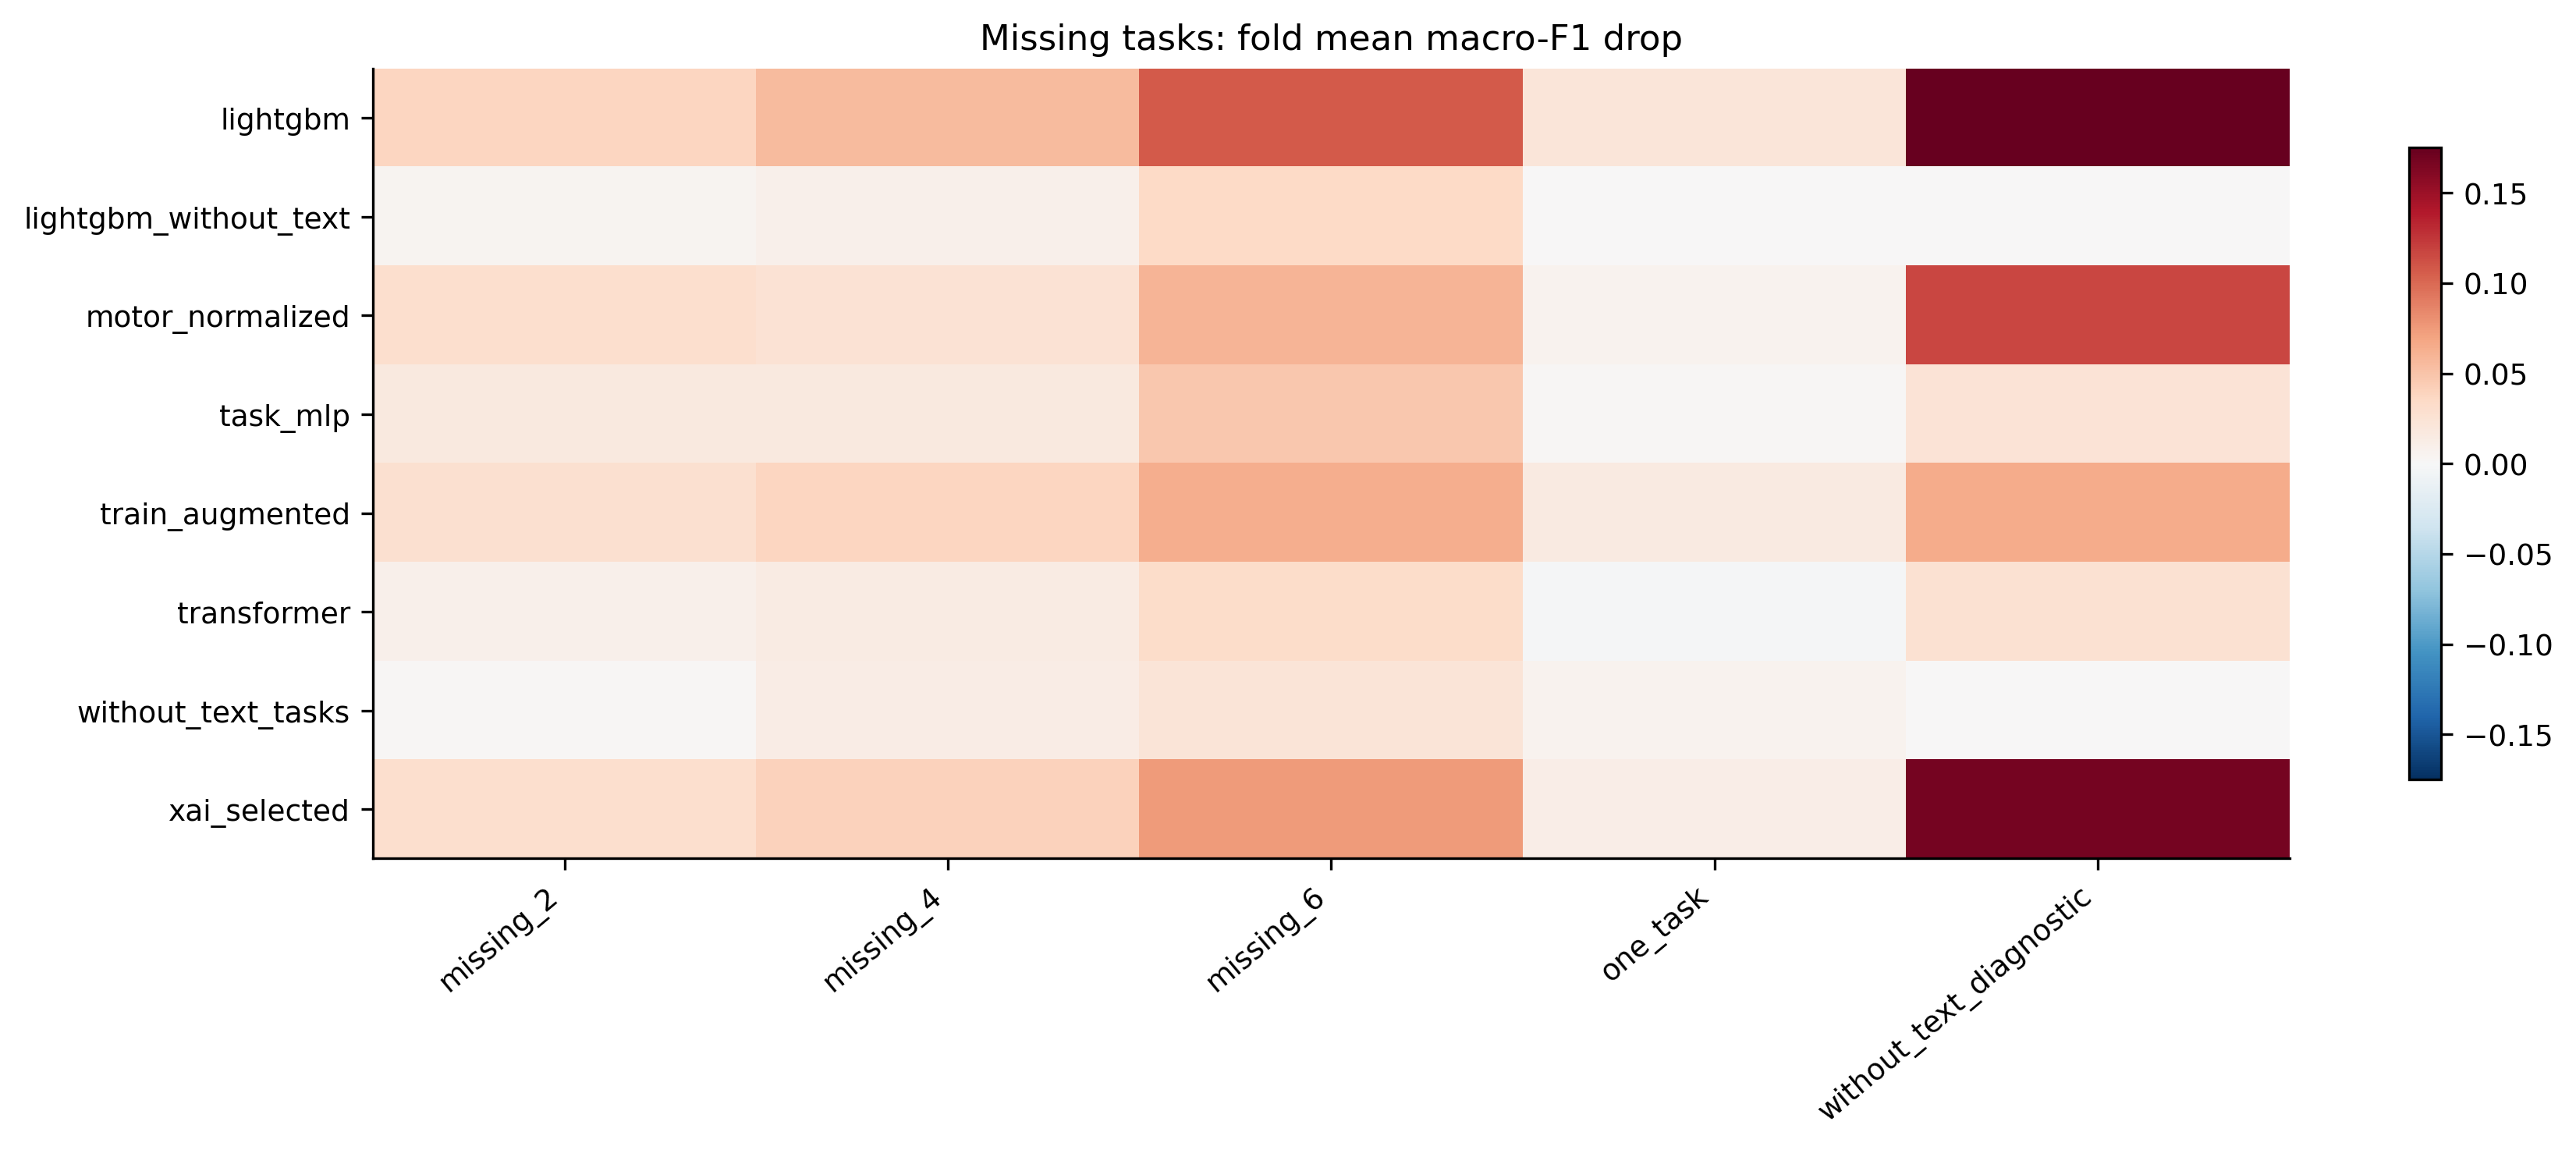 Missing tasks: fold mean macro-F1 drop
lightgbm
lightgbm_without_text
motor_normalized
task_mlp
train_augmented
transformer
without_text_tasks
xai_selected
missing_2
missing_4
missing_6
one_task
without_text_diagnostic
0.15
0.10
0.05
0.00
−0.05
−0.10
−0.15